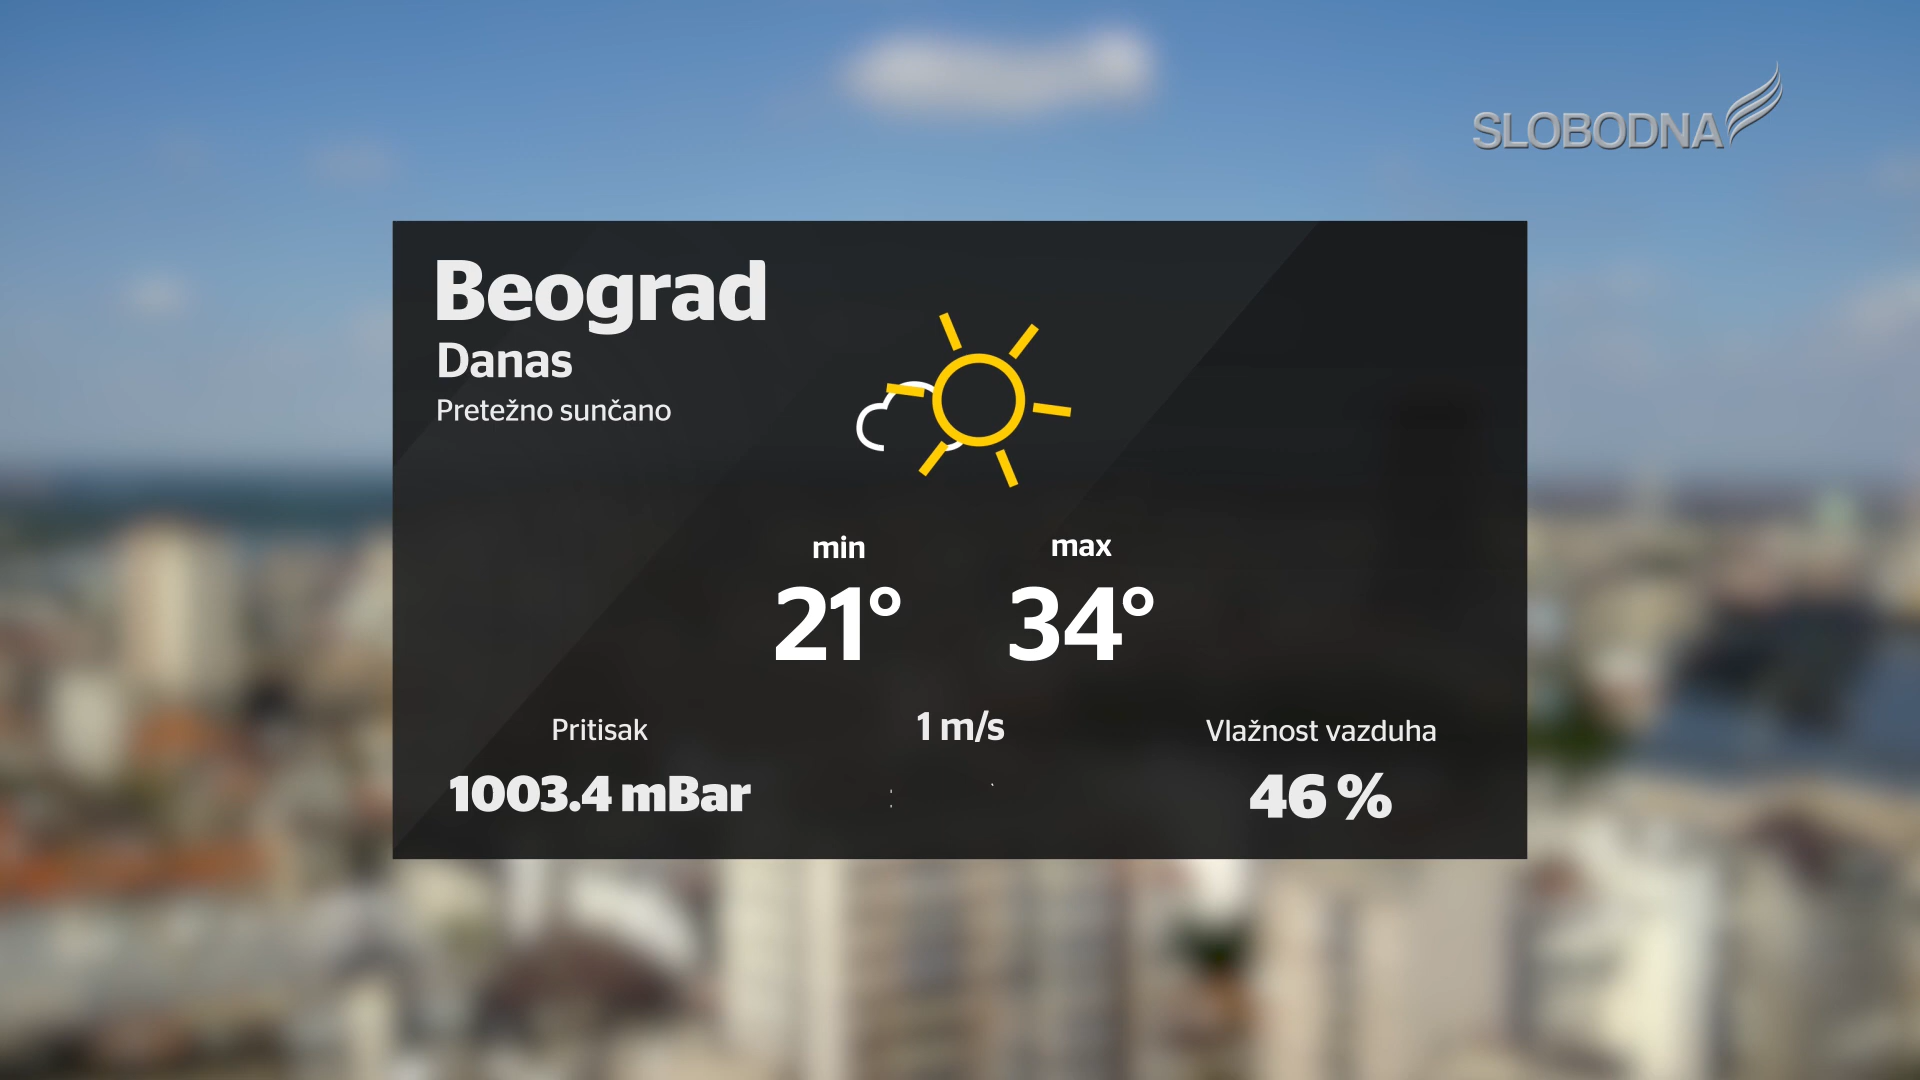 SLOBODNA
Beograd
Danas
Pretežno sunčano
min max
21° 34°
Pritisak 1 m/s Vlažnost vazduha
1003.4 mBar 46 %